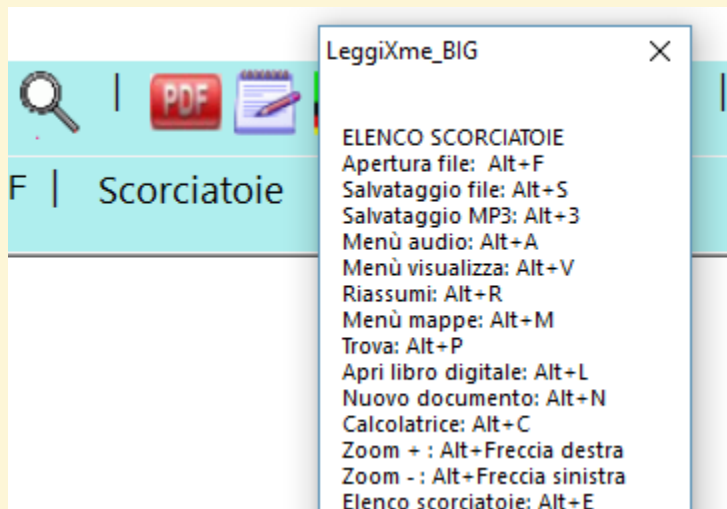 LeggiXme_BIG
PDF
F | Scorciatoie
ELENCO SCORCIATOIE
Apertura file:  Alt+F
Salvataggio file: Alt+S
Salvataggio MP3: Alt+3
Menù audio: Alt+A
Menù visualizza: Alt+V
Riassumi: Alt+R
Menù mappe: Alt+M
Trova: Alt+P
Apri libro digitale: Alt+L
Nuovo documento: Alt+N
Calcolatrice: Alt+C
Zoom + : Alt+Freccia destra
Zoom - : Alt+Freccia sinistra
Elenco scorciatoie: Alt+E